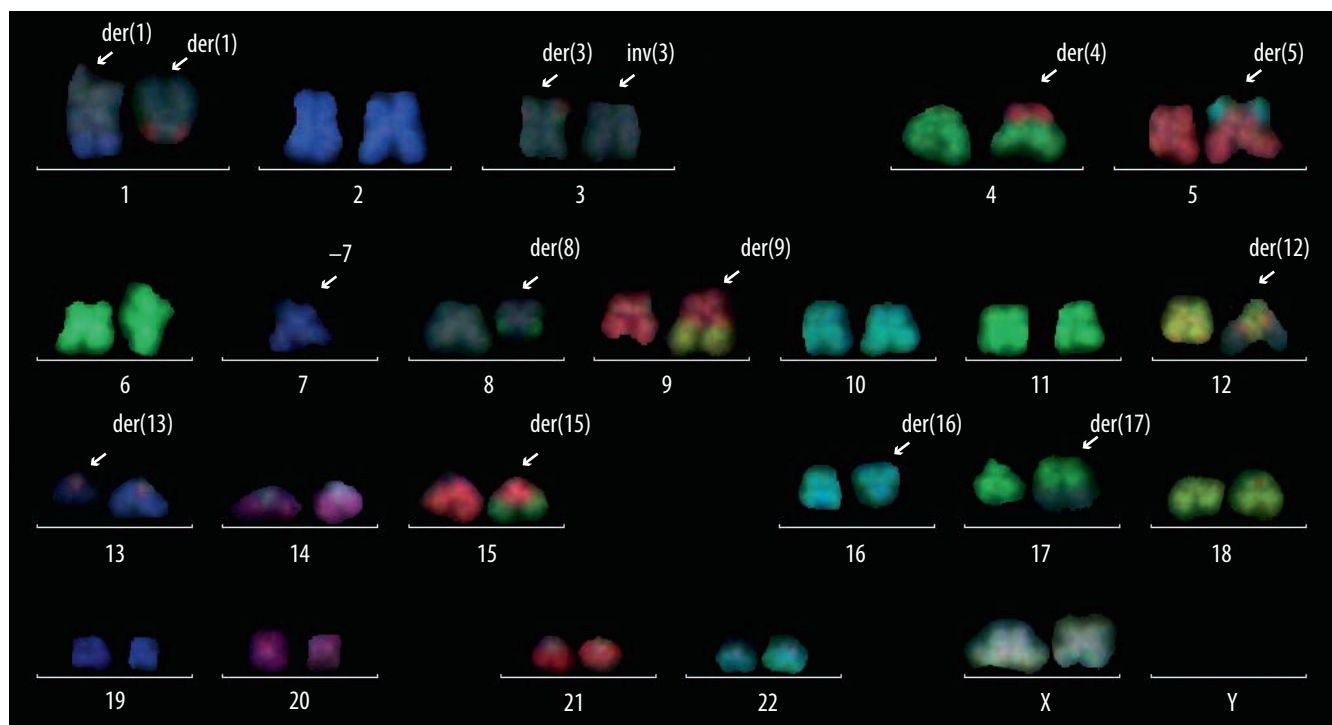 der(1) der(1) der(3) inv(3) der(4) der(5)
1 2 3 4 5
–7 der(8) der(9) der(12)
6 7 8 9 10 11 12
der(13) der(15) der(16) der(17)
13 14 15 16 17 18
19 20 21 22 X Y